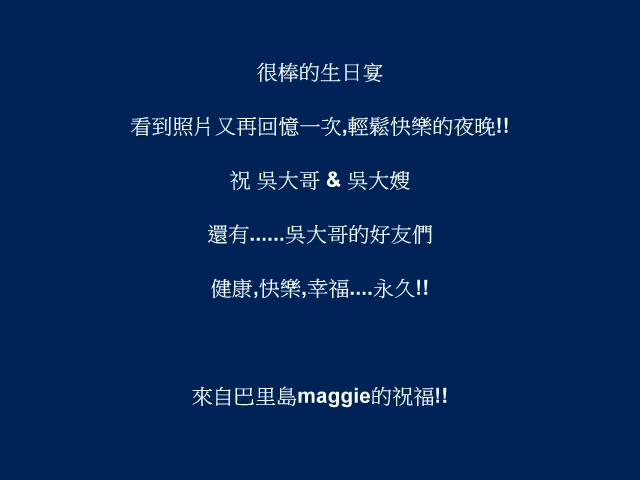 很棒的生日宴
看到照片又再回憶一次,輕鬆快樂的夜晚!!
祝 吳大哥 & 吳大嫂
還有......吳大哥的好友們
健康,快樂,幸福....永久!!
來自巴里島maggie的祝福!!